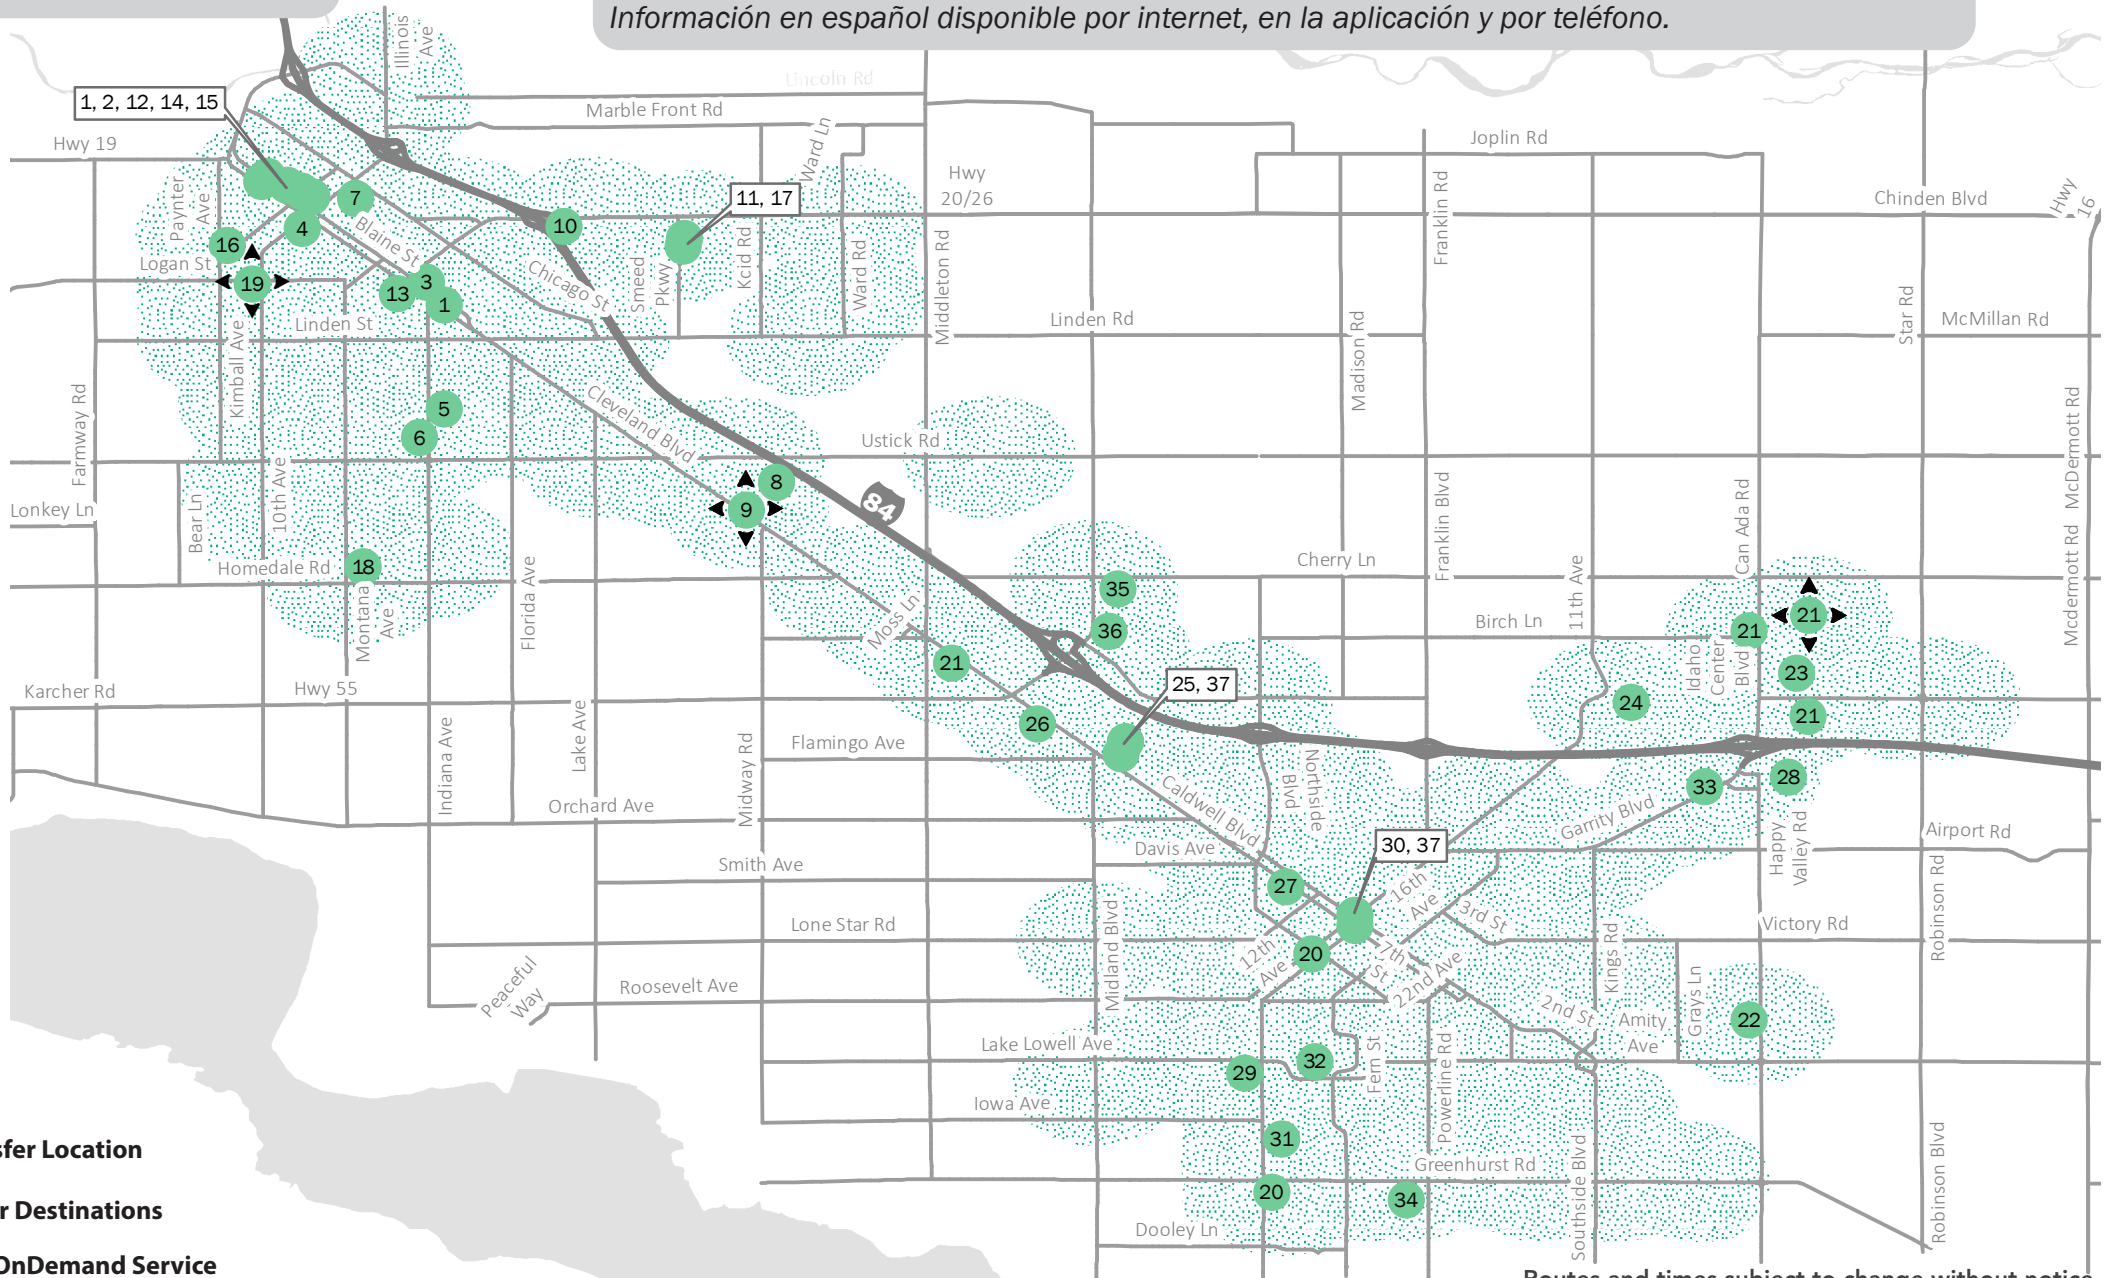 Información en español disponible por internet, en la aplicación y por teléfono.
Illinois
Ave
Lincoln Rd
Marble Front Rd
1, 2, 12, 14, 15
Hwy 19
Ward Ln
Joplin Rd
Hwy
20/26
Chinden Blvd
Hwy
16
Paynter
Ave
7
11, 17
Franklin Rd
4
10
16
Blaine St
Logan St
19
3
13
1
Chicago St
Smeed
Pkwy
Kcid Rd
Ward Rd
Middleton Rd
Linden St
Linden Rd
Madison Rd
Star Rd
McMillan Rd
Kimball Ave
Farmway Rd
5
6
Cleveland Blvd
Ustick Rd
McDermott Rd
10th Ave
8
9
84
Lonkey Ln
Bear Ln
Franklin Blvd
Can Ada Rd
Homedale Rd
18
Montana
Ave
Florida Ave
Cherry Ln
35
36
11th Ave
Birch Ln
21
21
Mcdermott Rd
Moss Ln
21
Idaho
Center
Blvd
23
25, 37
Karcher Rd
Hwy 55
24
21
26
Indiana Ave
Lake Ave
Midway Rd
Flamingo Ave
Northside
Blvd
28
33
Orchard Ave
Caldwell Blvd
Garrity Blvd
Happy
Valley Rd
Airport Rd
30, 37
Davis Ave
Smith Ave
27
16th
Ave
3rd St
Robinson Rd
Midland Blvd
Lone Star Rd
Victory Rd
12th
Ave
20
7th
St
22nd Ave
Kings Rd
Peaceful
Way
Roosevelt Ave
Grays Ln
2nd St
Amity
Ave
22
Lake Lowell Ave
29
32
Fern St
Powerline Rd
Iowa Ave
31
sfer Location
Greenhurst Rd
20
34
Southside Blvd
Robinson Blvd
r Destinations
Dooley Ln
OnDemand Service
Routes and times subject to change without notice